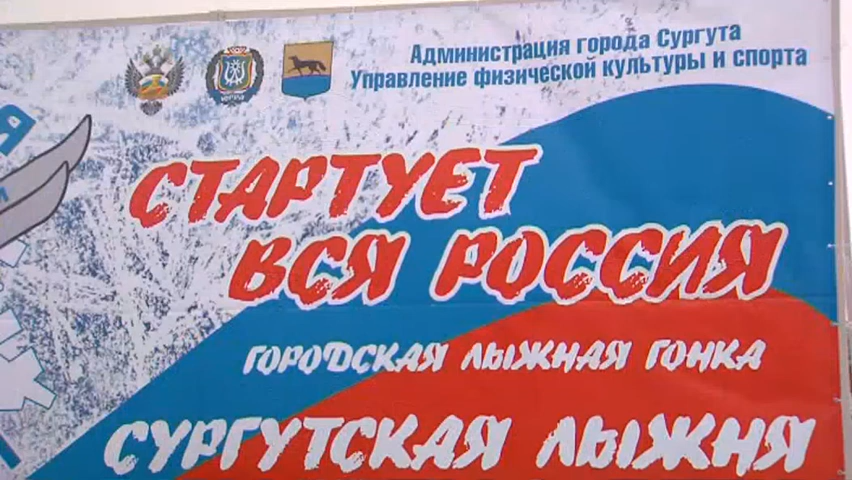 Администрация города Сургута
Управление физической культуры и спорта
СТАРТУЕТ
ВСЯ РОССИЯ
ГОРОДСКАЯ ЛЫЖНАЯ ГОНКА
СУРГУТСКАЯ ЛЫЖНЯ